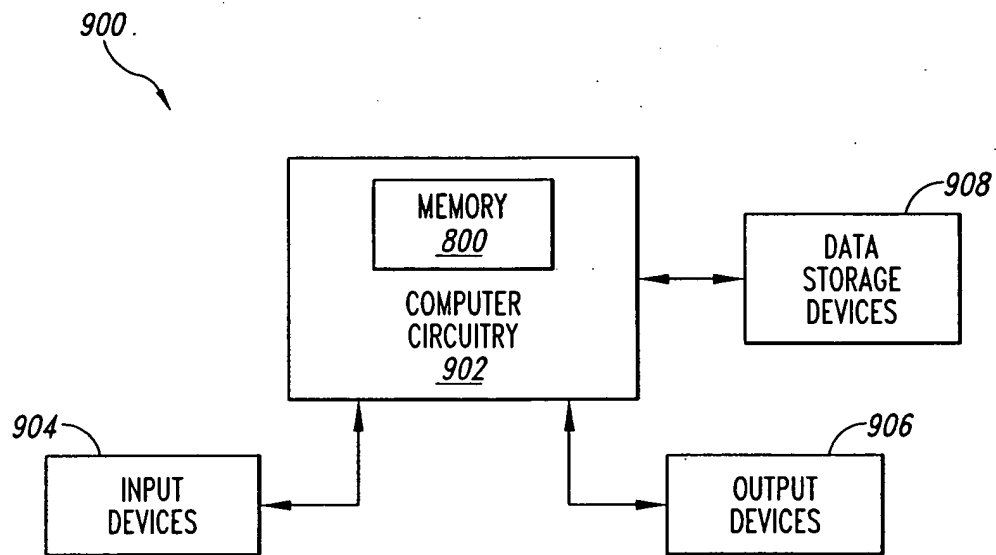 900
MEMORY
800
COMPUTER
CIRCUITRY
902
908
DATA
STORAGE
DEVICES
904
INPUT
DEVICES
906
OUTPUT
DEVICES